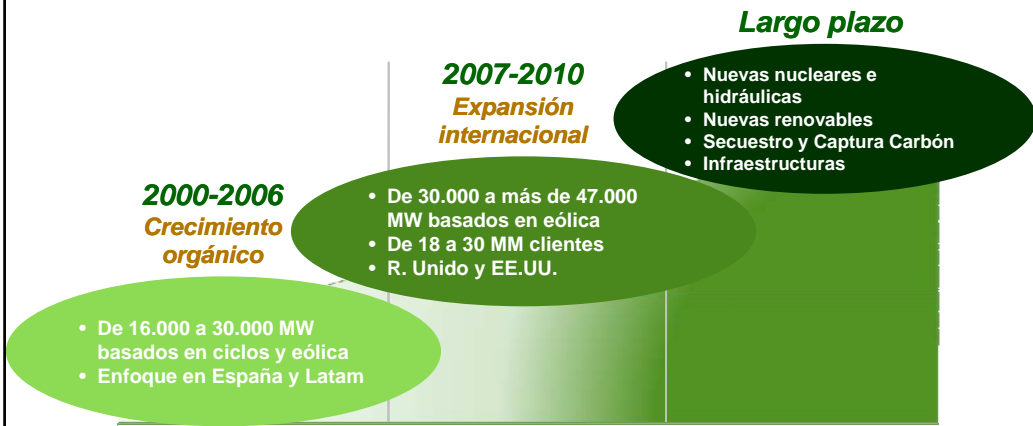 2000-2006
Crecimiento
orgánico
• De 16.000 a 30.000 MW
basados en ciclos y eólica
• Enfoque en España y Latam
2007-2010
Expansión
internacional
• De 30.000 a más de 47.000
MW basados en eólica
• De 18 a 30 MM clientes
• R. Unido y EE.UU.
Largo plazo
• Nuevas nucleares e
hidráulicas
• Nuevas renovables
• Secuestro y Captura Carbón
• Infraestructuras